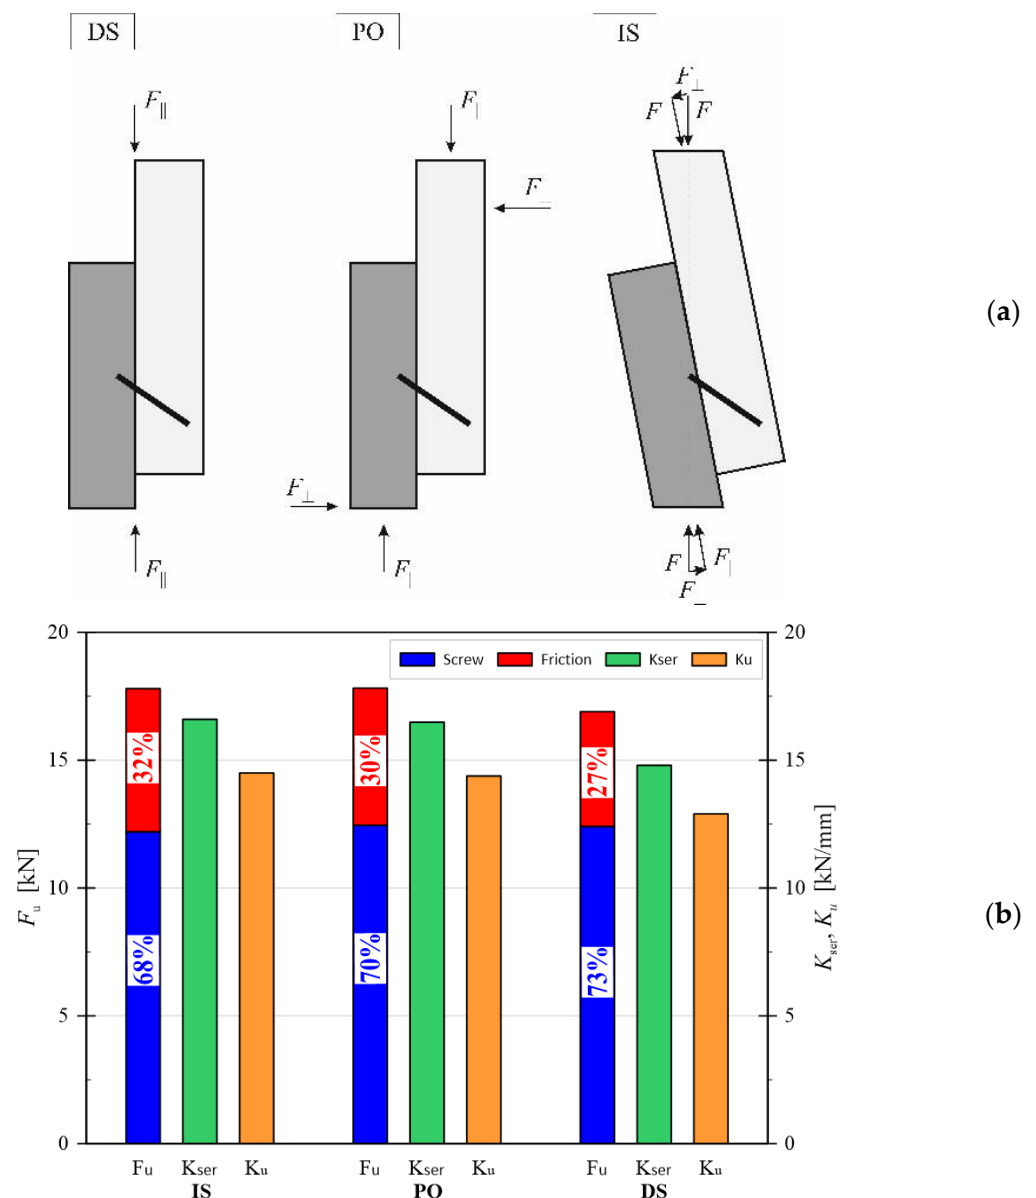 DS PO IS
F∥ F| F⊥
F F
F_
(a)
F⊥
F∥ F| F F|
F_
20 20
Screw Friction Kser Ku
15 15
32% 30% 27%
10 10
68% 70% 73%
5 5
0 0
Fu [kN]
Kser, Ku [kN/mm]
(b)
Fu Kser Ku Fu Kser Ku Fu Kser Ku
IS PO DS